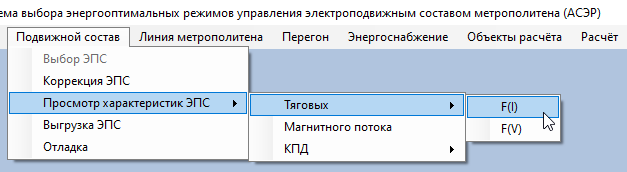 ема выбора энергооптимальных режимов управления электроподвижным составом метрополитена (АСЭР)
Подвижной состав Линия метрополитена Перегон Энергоснабжение Объекты расчёта Расчёт
Выбор ЭПС
Коррекция ЭПС
Просмотр характеристик ЭПС
Выгрузка ЭПС
Отладка
Тяговых
Магнитного потока
КПД
F(I)
F(V)